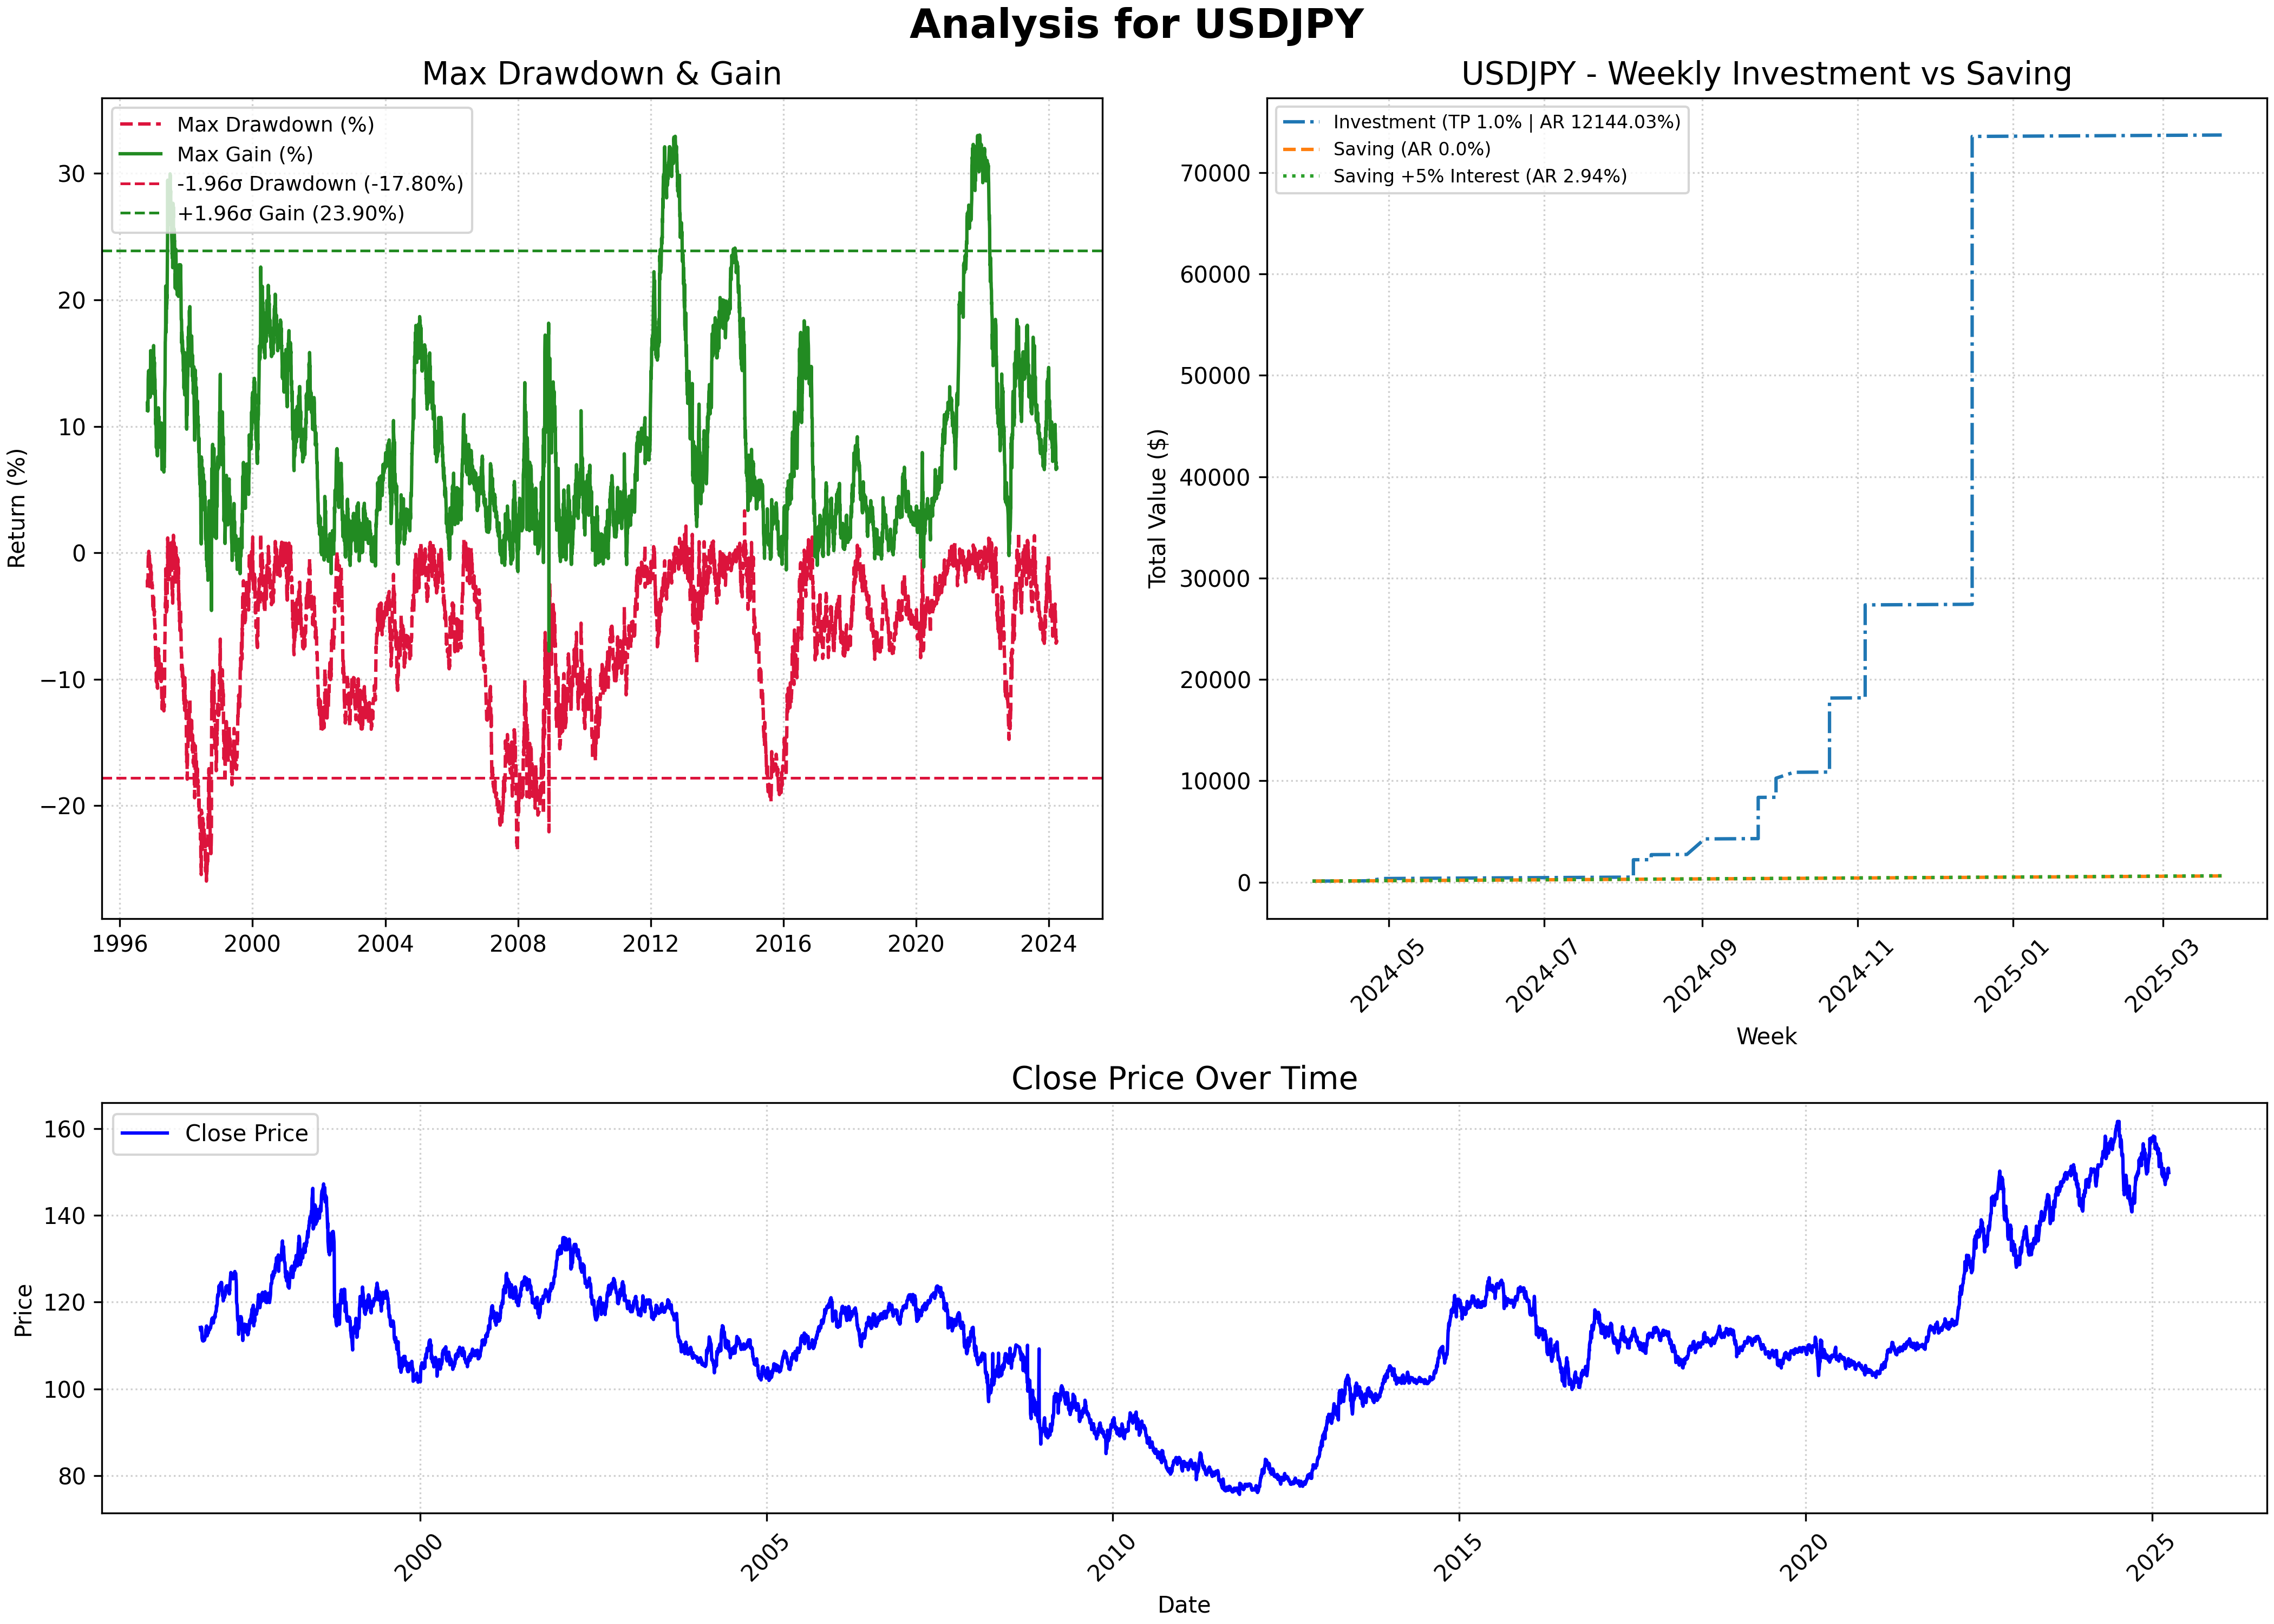 Analysis for USDJPY
Max Drawdown & Gain
Max Drawdown (%)
Max Gain (%)
-1.96σ Drawdown (-17.80%)
+1.96σ Gain (23.90%)
Return (%)
30
20
10
0
−10
−20
1996
2000
2004
2008
2012
2016
2020
2024
USDJPY - Weekly Investment vs Saving
Investment (TP 1.0% | AR 12144.03%)
Saving (AR 0.0%)
Saving +5% Interest (AR 2.94%)
Total Value ($)
70000
60000
50000
40000
30000
20000
10000
0
2024-05
2024-07
2024-09
2024-11
2025-01
2025-03
Week
Close Price Over Time
Close Price
Price
160
140
120
100
80
2000
2005
2010
2015
2020
2025
Date